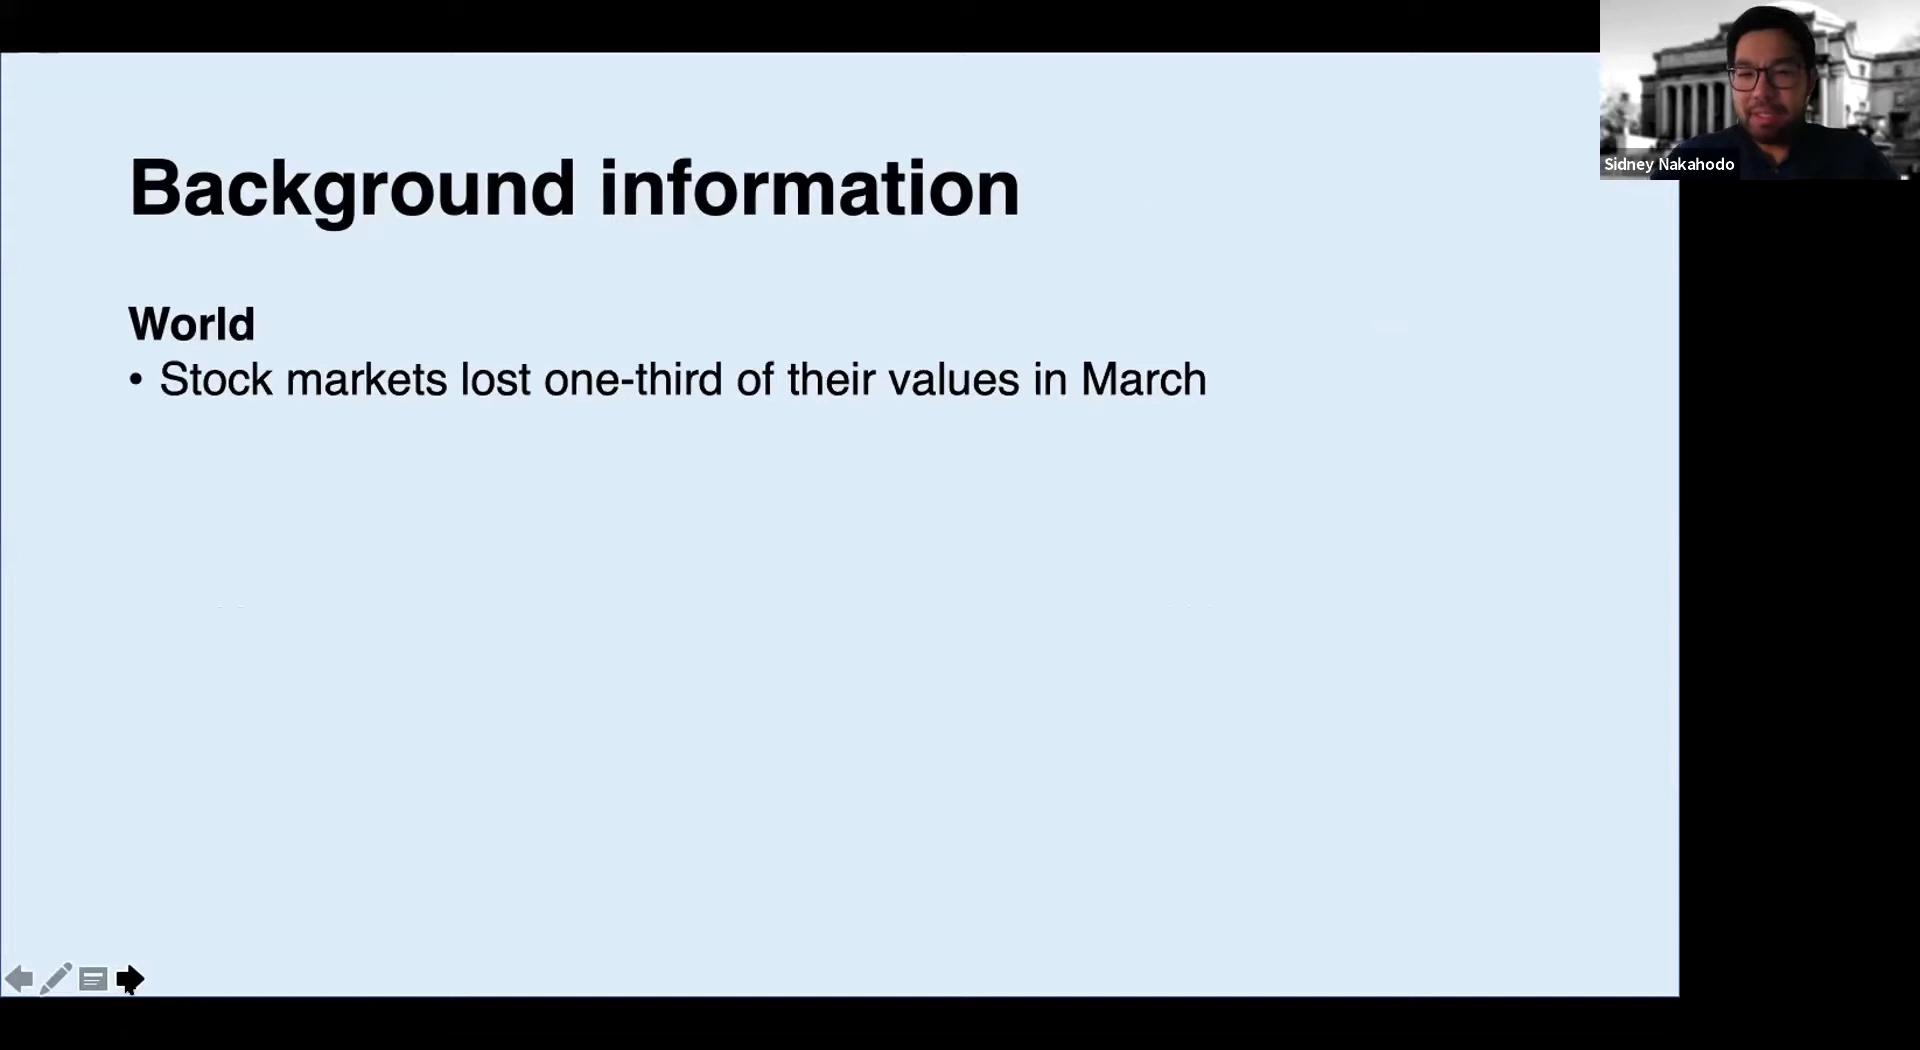 Background information
World
• Stock markets lost one-third of their values in March
Sidney Nakahodo